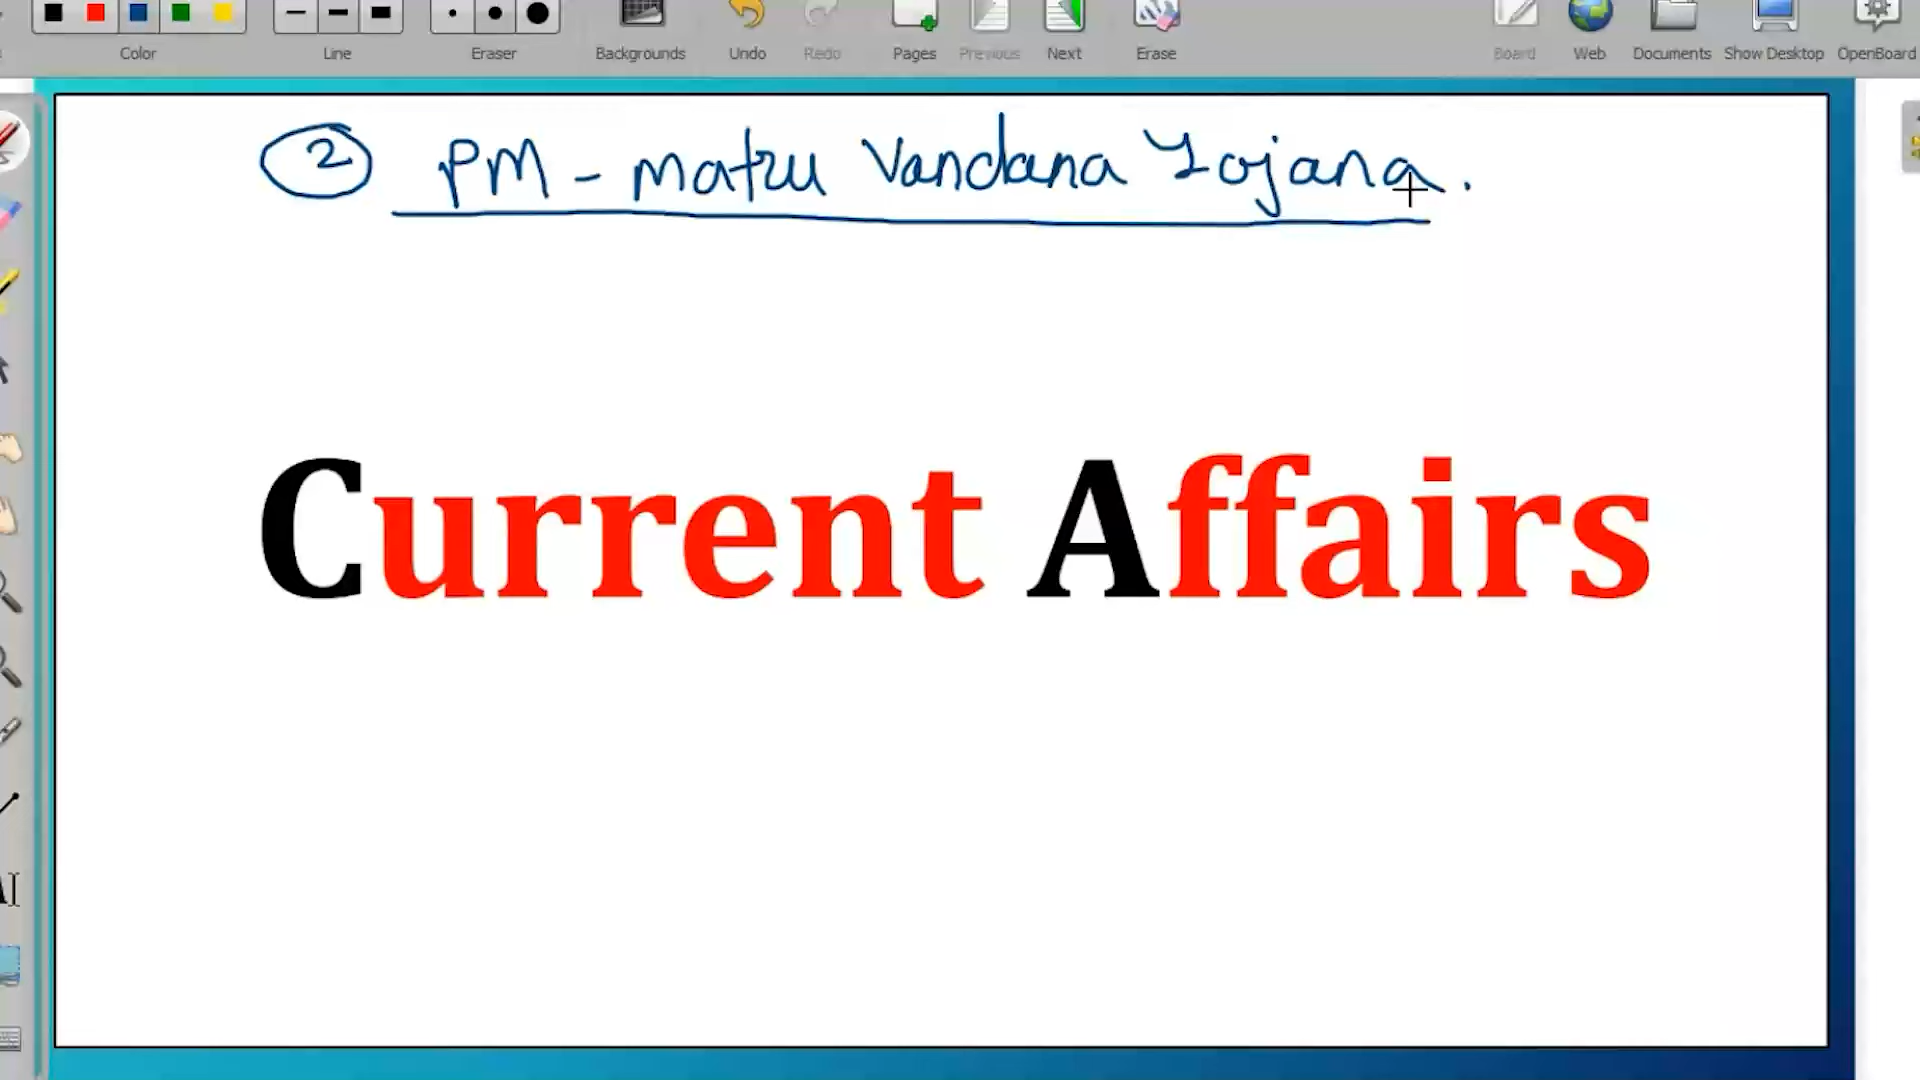 Color Line Eraser Backgrounds Undo Redo Pages Previous Next Erase Board Web Documents Show Desktop OpenBoard
2 PM - Matru Vandana Yojana.
Current Affairs